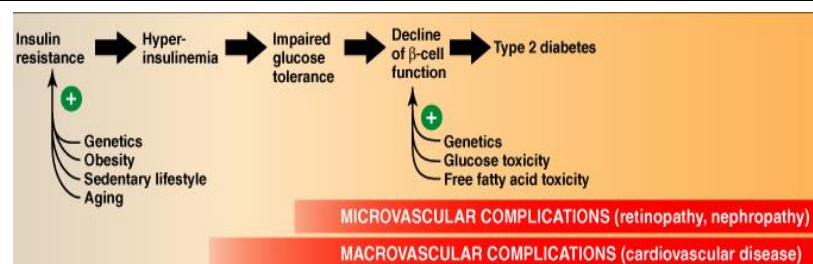 Insulin
resistance
Hyper-
insulinemia
Impaired
glucose
tolerance
Decline
of β-cell
function
Type 2 diabetes
+
Genetics
Obesity
Sedentary lifestyle
Aging
+
Genetics
Glucose toxicity
Free fatty acid toxicity
MICROVASCULAR COMPLICATIONS (retinopathy, nephropathy)
MACROVASCULAR COMPLICATIONS (cardiovascular disease)